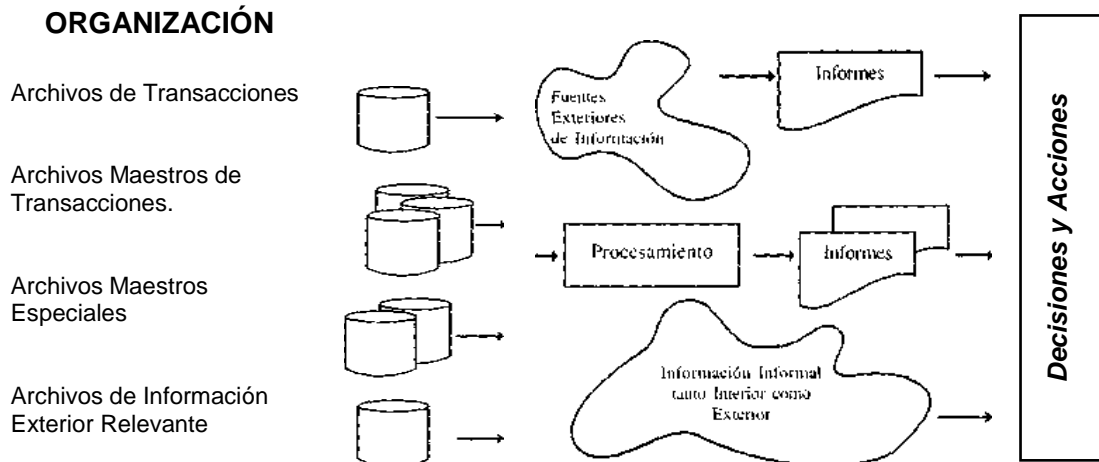 ORGANIZACIÓN
Archivos de Transacciones
Archivos Maestros de
Transacciones.
Archivos Maestros
Especiales
Archivos de Información
Exterior Relevante
Fuentes
Exteriores
de Información
Informes
Procesamiento
Informes
Información Informal
tanto Interior como
Exterior
Decisiones y Acciones